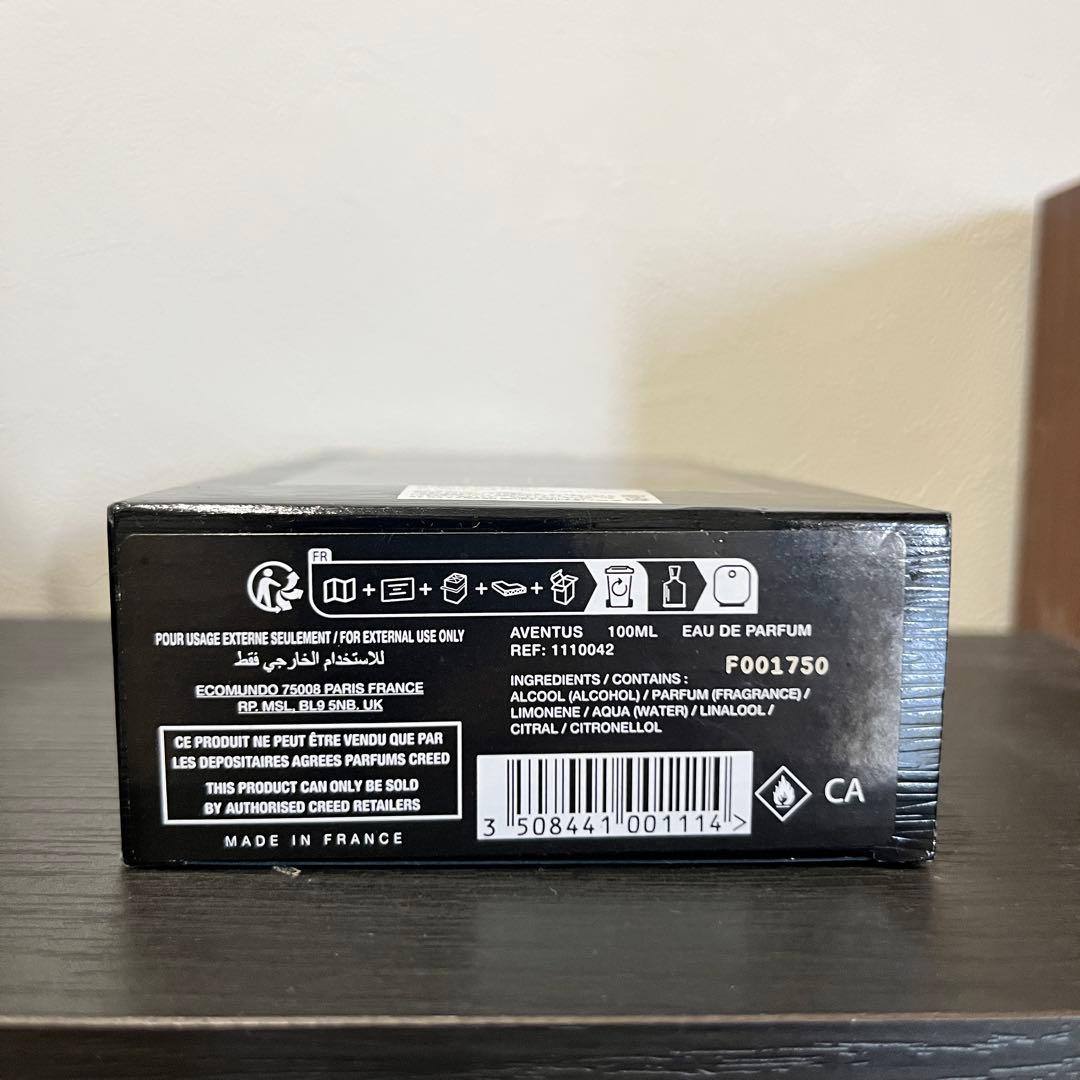 FR
POUR USAGE EXTERNE SEULEMENT / FOR EXTERNAL USE ONLY
للاستخدام الخارجي فقط
ECOMUNDO 75008 PARIS FRANCE
RP. MSL, BL9 5NB, UK
CE PRODUIT NE PEUT ÊTRE VENDU QUE PAR
LES DEPOSITAIRES AGREES PARFUMS CREED
THIS PRODUCT CAN ONLY BE SOLD
BY AUTHORISED CREED RETAILERS
MADE IN FRANCE
AVENTUS 100ML EAU DE PARFUM
REF: 1110042
F001750
INGREDIENTS / CONTAINS :
ALCOOL (ALCOHOL) / PARFUM (FRAGRANCE) /
LIMONENE / AQUA (WATER) / LINALOOL /
CITRAL / CITRONELLOL
3 508441 001114 >
CA